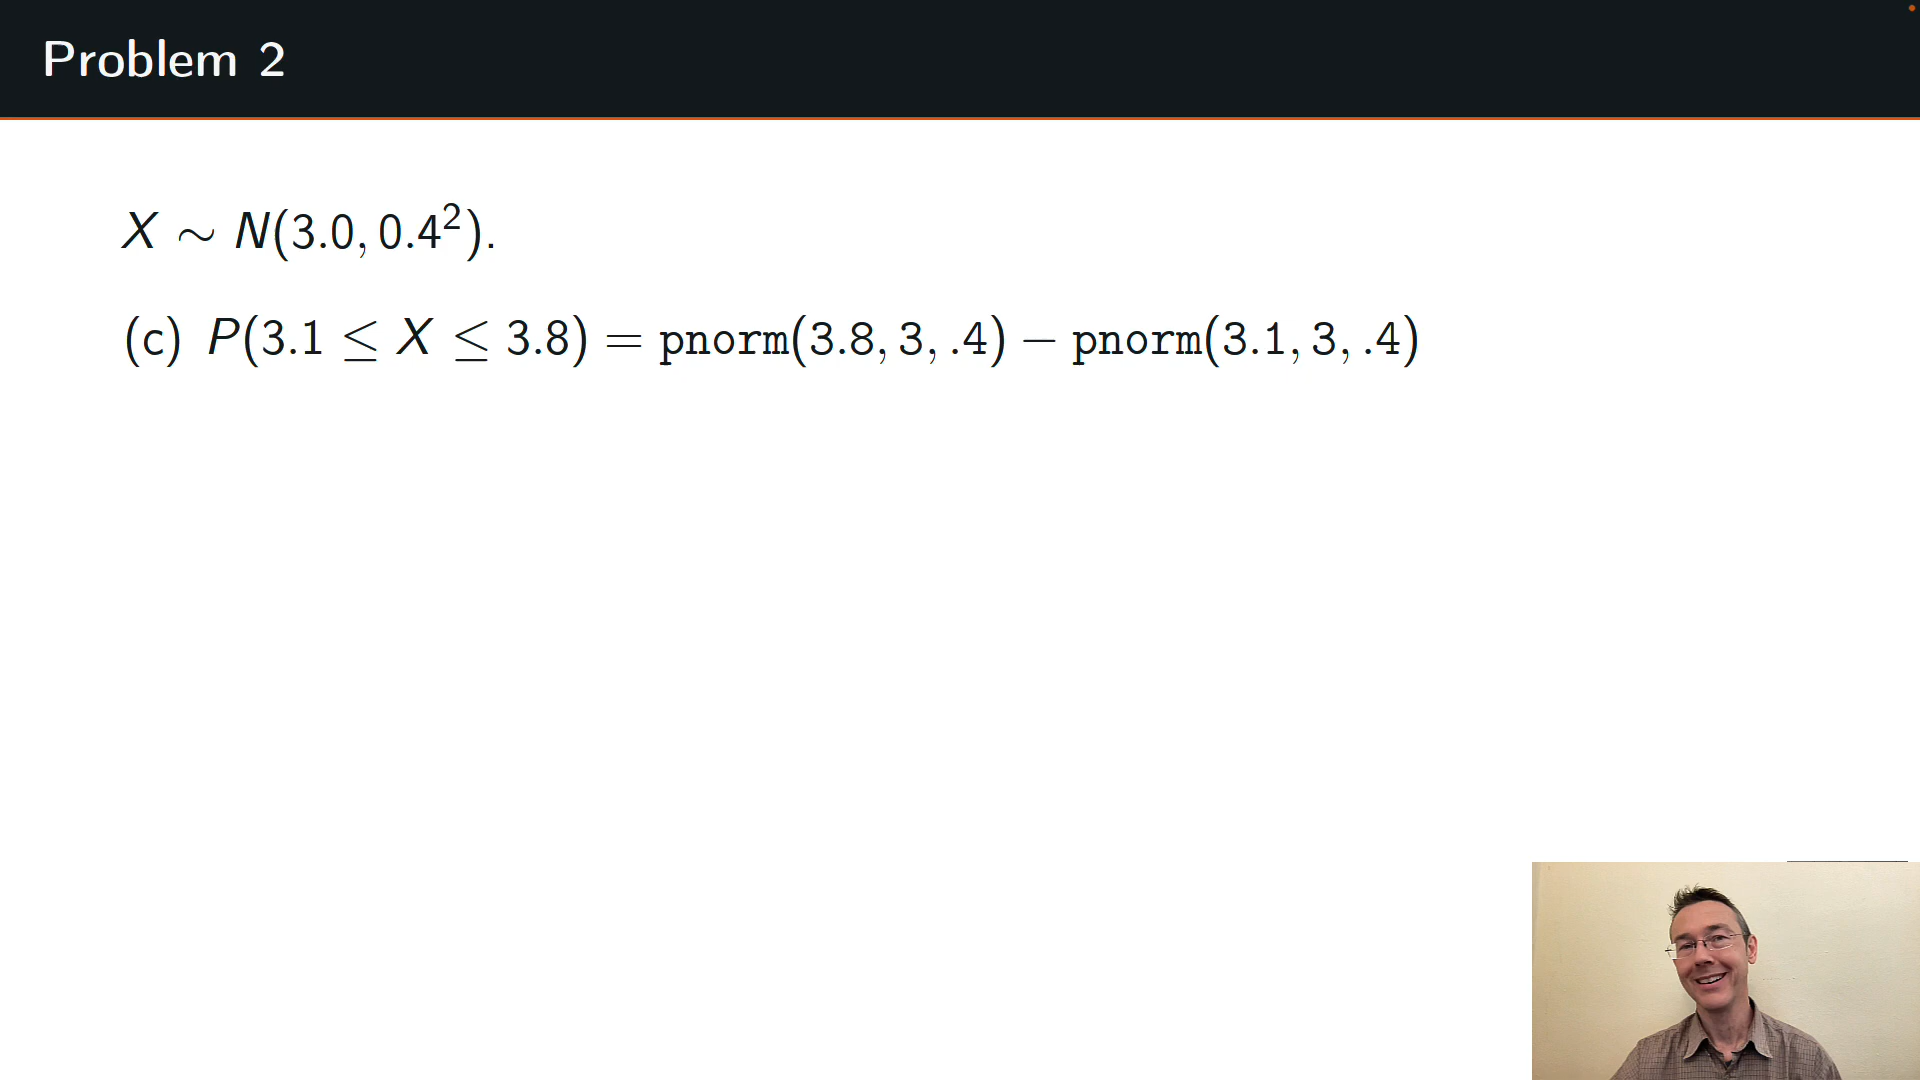 Problem 2
X ∼ N(3.0, 0.4²).
(c) P(3.1 ≤ X ≤ 3.8) = pnorm(3.8, 3, .4) − pnorm(3.1, 3, .4)